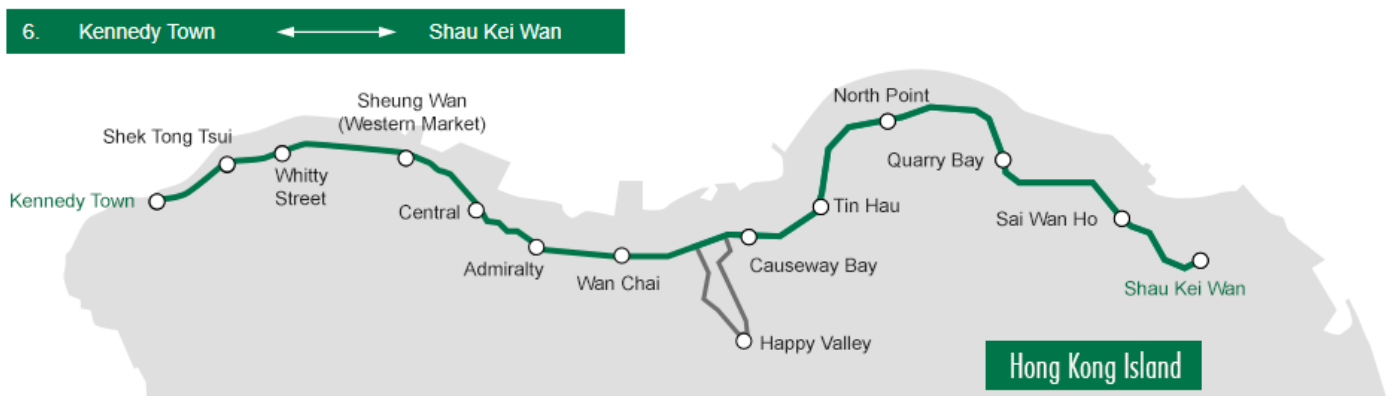 6. Kennedy Town Shau Kei Wan
Sheung Wan
(Western Market)
North Point
Shek Tong Tsui
Quarry Bay
Whitty
Street
Kennedy Town
Central
Tin Hau
Sai Wan Ho
Admiralty
Causeway Bay
Wan Chai
Shau Kei Wan
Happy Valley
Hong Kong Island